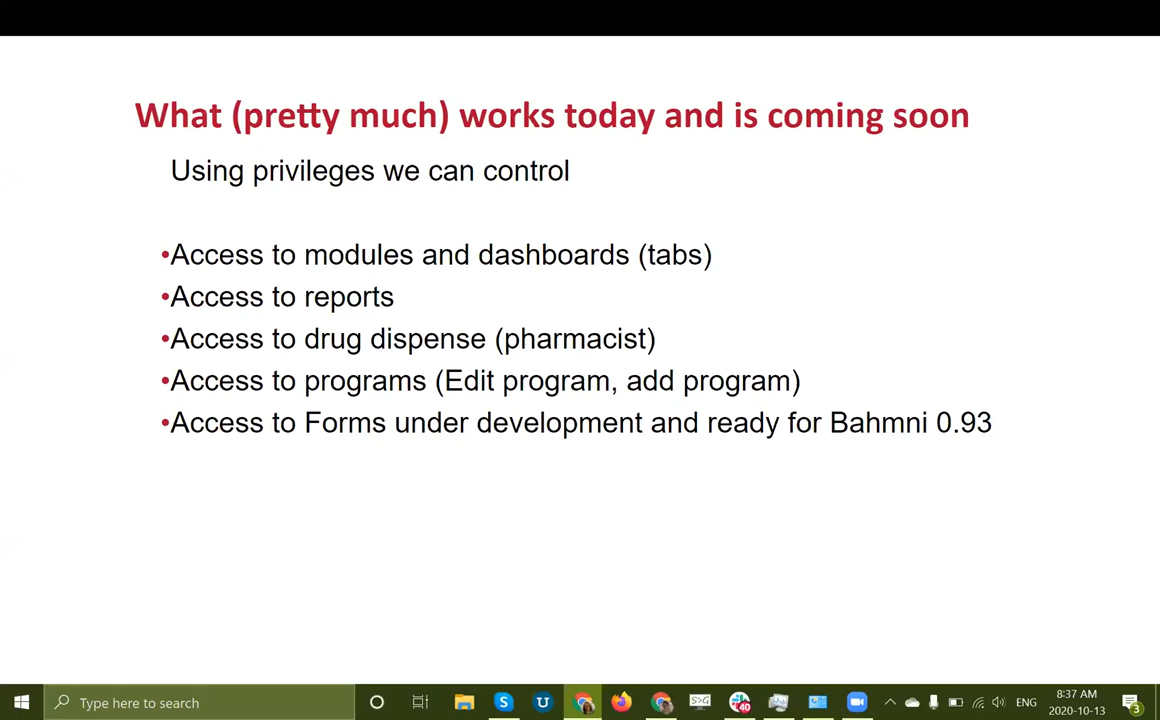 What (pretty much) works today and is coming soon
Using privileges we can control
•Access to modules and dashboards (tabs)
•Access to reports
•Access to drug dispense (pharmacist)
•Access to programs (Edit program, add program)
•Access to Forms under development and ready for Bahmni 0.93
Type here to search
40
ENG
8:37 AM
2020-10-13
3